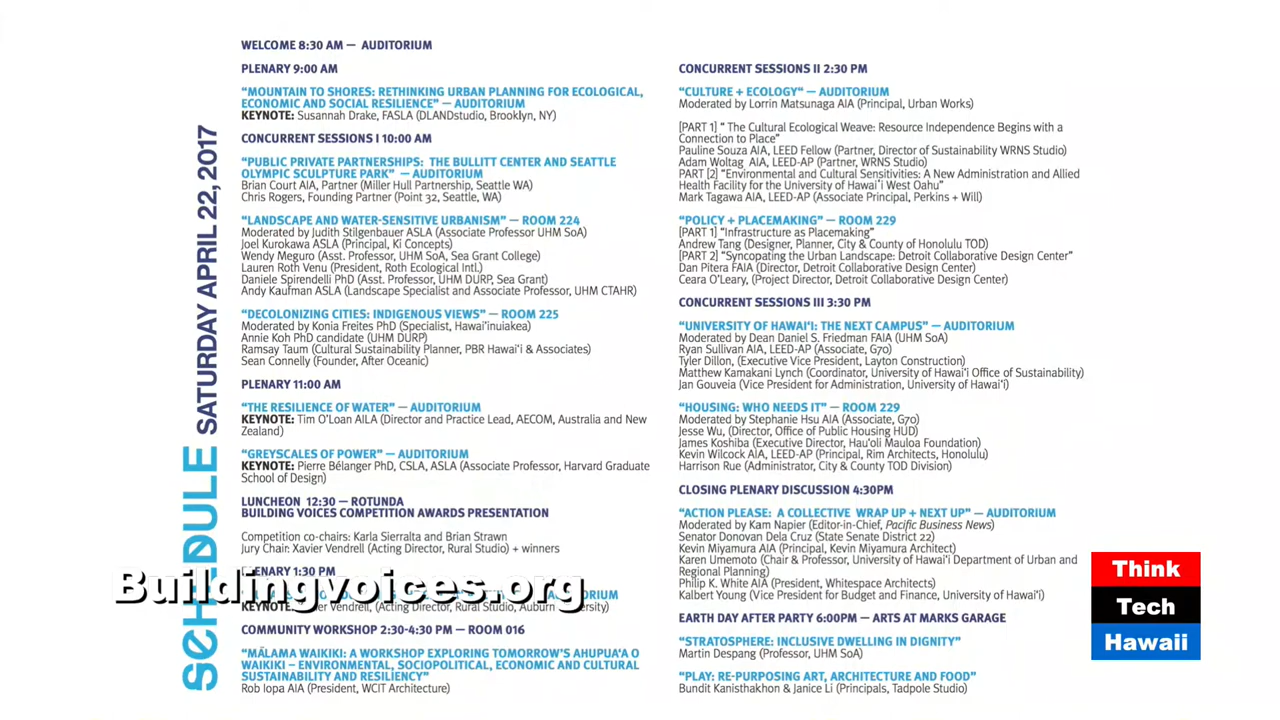 SCHEDULE SATURDAY APRIL 22, 2017
WELCOME 8:30 AM — AUDITORIUM
PLENARY 9:00 AM
“MOUNTAIN TO SHORES: RETHINKING URBAN PLANNING FOR ECOLOGICAL,
ECONOMIC AND SOCIAL RESILIENCE” — AUDITORIUM
KEYNOTE: Susannah Drake, FASLA (DLANDstudio, Brooklyn, NY)
CONCURRENT SESSIONS I 10:00 AM
“PUBLIC PRIVATE PARTNERSHIPS: THE BULLITT CENTER AND SEATTLE
OLYMPIC SCULPTURE PARK” — AUDITORIUM
Brian Court AIA, Partner (Miller Hull Partnership, Seattle WA)
Chris Rogers, Founding Partner (Point 32, Seattle, WA)
“LANDSCAPE AND WATER-SENSITIVE URBANISM” — ROOM 224
Moderated by Judith Stilgenbauer ASLA (Associate Professor UHM SoA)
Joel Kurokawa ASLA (Principal, Ki Concepts)
Wendy Meguro (Asst. Professor, UHM SoA, Sea Grant College)
Lauren Roth Venu (President, Roth Ecological Intl.)
Daniele Spirendelli PhD (Asst. Professor, UHM DURP, Sea Grant)
Andy Kaufman ASLA (Landscape Specialist and Associate Professor, UHM CTAHR)
“DECOLONIZING CITIES: INDIGENOUS VIEWS” — ROOM 225
Moderated by Konia Freites PhD (Specialist, Hawai‘inuiakea)
Annie Koh PhD candidate (UHM DURP)
Ramsay Taum (Cultural Sustainability Planner, PBR Hawai‘i & Associates)
Sean Connelly (Founder, After Oceanic)
PLENARY 11:00 AM
“THE RESILIENCE OF WATER” — AUDITORIUM
KEYNOTE: Tim O’Loan AILA (Director and Practice Lead, AECOM, Australia and New
Zealand)
“GREYSCALES OF POWER” — AUDITORIUM
KEYNOTE: Pierre Bélanger PhD, CSLA, ASLA (Associate Professor, Harvard Graduate
School of Design)
LUNCHEON 12:30 — ROTUNDA
BUILDING VOICES COMPETITION AWARDS PRESENTATION
Competition co-chairs: Karla Sierralta and Brian Strawn
Jury Chair: Xavier Vendrell (Acting Director, Rural Studio) + winners
1:30 PM
Buildingvoices.org
Vendrell, (Acting Director, Rural Studio, Auburn
COMMUNITY WORKSHOP 2:30-4:30 PM — ROOM 016
“MĀLAMA WAIKIKI: A WORKSHOP EXPLORING TOMORROW’S AHUPUA‘A O
WAIKIKI – ENVIRONMENTAL, SOCIOPOLITICAL, ECONOMIC AND CULTURAL
SUSTAINABILITY AND RESILIENCY”
Rob Iopa AIA (President, WCIT Architecture)
CONCURRENT SESSIONS II 2:30 PM
“CULTURE + ECOLOGY“ — AUDITORIUM
Moderated by Lorrin Matsunaga AIA (Principal, Urban Works)
[PART 1] “ The Cultural Ecological Weave: Resource Independence Begins with a
Connection to Place”
Pauline Souza AIA, LEED Fellow (Partner, Director of Sustainability WRNS Studio)
Adam Woltag AIA, LEED-AP (Partner, WRNS Studio)
PART [2] “Environmental and Cultural Sensitivities: A New Administration and Allied
Health Facility for the University of Hawai‘i West Oahu”
Mark Tagawa AIA, LEED-AP (Associate Principal, Perkins + Will)
“POLICY + PLACEMAKING” — ROOM 229
[PART 1] “Infrastructure as Placemaking”
Andrew Tang (Designer, Planner, City & County of Honolulu TOD)
[PART 2] “Syncopating the Urban Landscape: Detroit Collaborative Design Center”
Dan Pitera FAIA (Director, Detroit Collaborative Design Center)
Ceara O’Leary, (Project Director, Detroit Collaborative Design Center)
CONCURRENT SESSIONS III 3:30 PM
“UNIVERSITY OF HAWAI‘I: THE NEXT CAMPUS” — AUDITORIUM
Moderated by Dean Daniel S. Friedman FAIA (UHM SoA)
Ryan Sullivan AIA, LEED-AP (Associate, G70)
Tyler Dillon, (Executive Vice President, Layton Construction)
Matthew Kamakani Lynch (Coordinator, University of Hawai‘i Office of Sustainability)
Jan Gouveia (Vice President for Administration, University of Hawai‘i)
“HOUSING: WHO NEEDS IT” — ROOM 229
Moderated by Stephanie Hsu AIA (Associate, G70)
Jesse Wu, (Director, Office of Public Housing HUD)
James Koshiba (Executive Director, Hau‘oli Mauloa Foundation)
Kevin Wilcock AIA, LEED-AP (Principal, Rim Architects, Honolulu)
Harrison Rue (Administrator, City & County TOD Division)
CLOSING PLENARY DISCUSSION 4:30PM
“ACTION PLEASE: A COLLECTIVE WRAP UP + NEXT UP” — AUDITORIUM
Moderated by Kam Napier (Editor-in-Chief, Pacific Business News)
Senator Donovan Dela Cruz (State Senate District 22)
Kevin Miyamura AIA (Principal, Kevin Miyamura Architect)
Karen Umemoto (Chair & Professor, University of Hawai‘i Department of Urban and
Regional Planning)
Philip K. White AIA (President, Whitespace Architects)
Kalbert Young (Vice President for Budget and Finance, University of Hawai‘i)
EARTH DAY AFTER PARTY 6:00PM — ARTS AT MARKS GARAGE
“STRATOSPHERE: INCLUSIVE DWELLING IN DIGNITY”
Martin Despang (Professor, UHM SoA)
“PLAY: RE-PURPOSING ART, ARCHITECTURE AND FOOD”
Bundit Kanisthakhon & Janice Li (Principals, Tadpole Studio)
Think
Tech
Hawaii